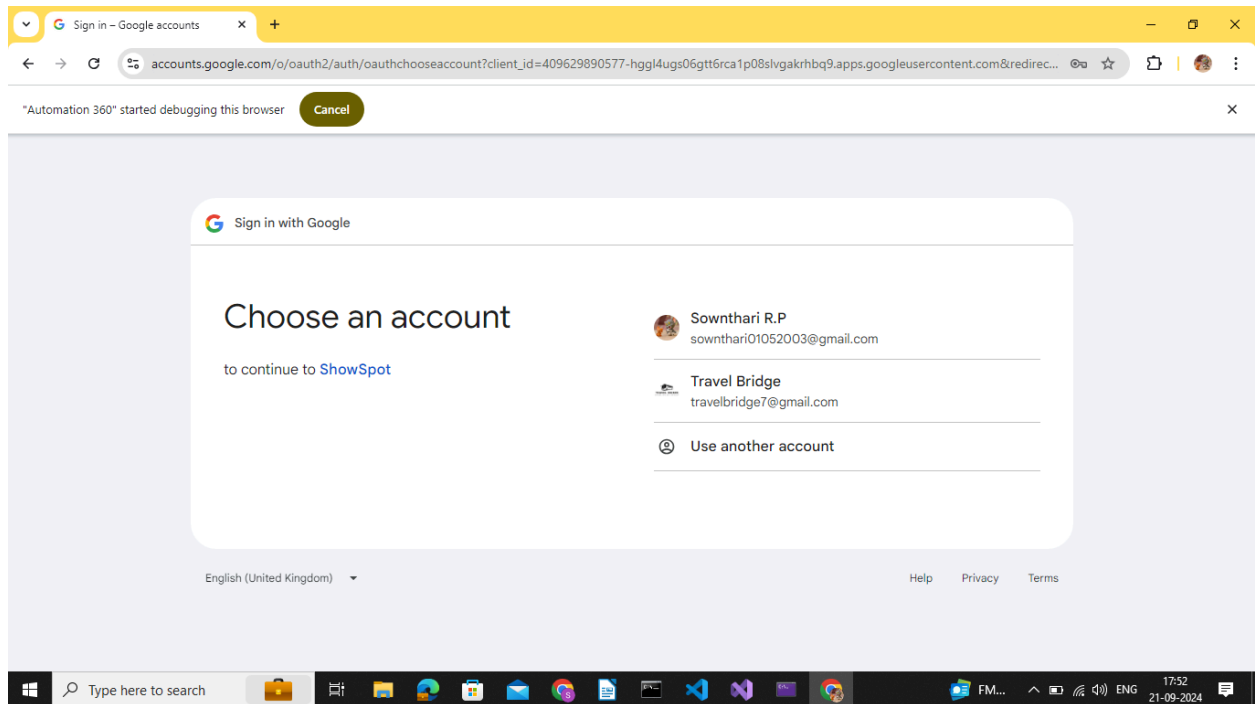 Sign in – Google accounts
accounts.google.com/o/oauth2/auth/oauthchooseaccount?client_id=409629890577-hggl4ugs06gtt6rca1p08slvgakrhbq9.apps.googleusercontent.com&redirec...
"Automation 360" started debugging this browser Cancel
Sign in with Google
Choose an account
to continue to ShowSpot
Sownthari R.P
sownthari01052003@gmail.com
Travel Bridge
travelbridge7@gmail.com
Use another account
English (United Kingdom) Help Privacy Terms
Type here to search FM... ENG 17:52
21-09-2024